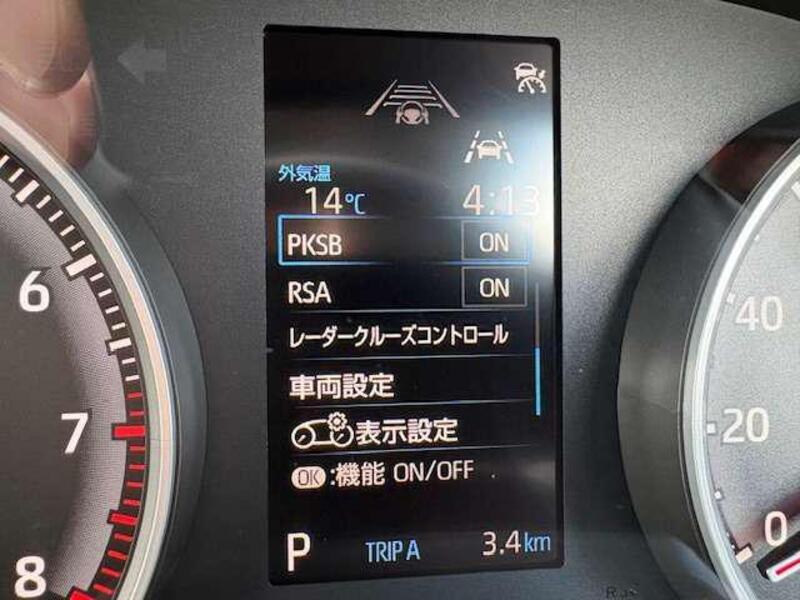 外気温
14℃ 4:13
PKSB ON
RSA ON
レーダークルーズコントロール
車両設定
表示設定
OK:機能 ON/OFF
P TRIP A 3.4km
6
7
8
40
20
0